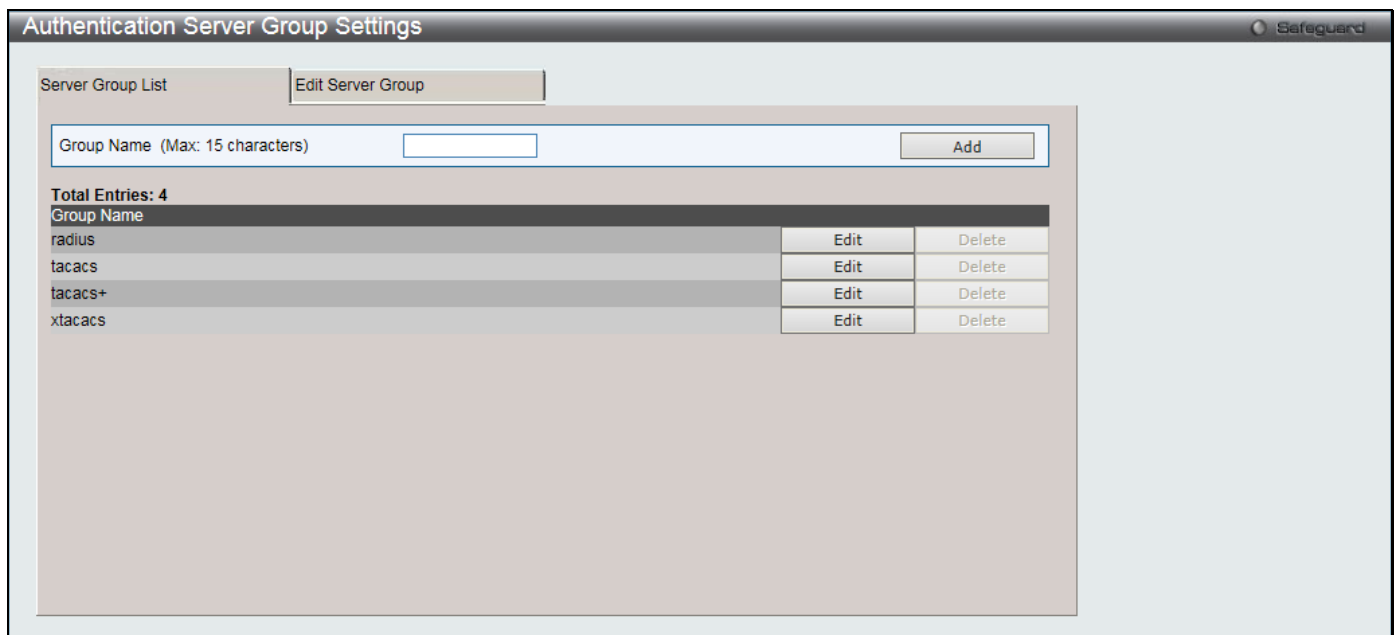 Authentication Server Group Settings
Safeguard
Server Group List
Edit Server Group
Group Name (Max: 15 characters)
Add
Total Entries: 4
Group Name
radius Edit Delete
tacacs Edit Delete
tacacs+ Edit Delete
xtacacs Edit Delete